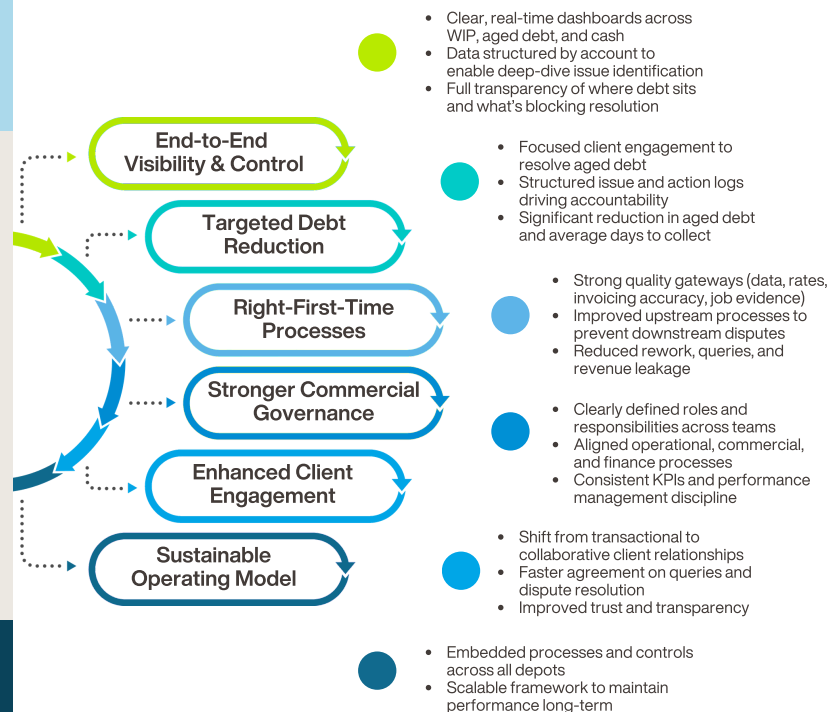 End-to-End
Visibility & Control
• Clear, real-time dashboards across
WIP, aged debt, and cash
• Data structured by account to
enable deep-dive issue identification
• Full transparency of where debt sits
and what's blocking resolution
Targeted Debt
Reduction
• Focused client engagement to
resolve aged debt
• Structured issue and action logs
driving accountability
• Significant reduction in aged debt
and average days to collect
Right-First-Time
Processes
• Strong quality gateways (data, rates,
invoicing accuracy, job evidence)
• Improved upstream processes to
prevent downstream disputes
• Reduced rework, queries, and
revenue leakage
Stronger Commercial
Governance
• Clearly defined roles and
responsibilities across teams
• Aligned operational, commercial,
and finance processes
• Consistent KPIs and performance
management discipline
Enhanced Client
Engagement
• Shift from transactional to
collaborative client relationships
• Faster agreement on queries and
dispute resolution
• Improved trust and transparency
Sustainable
Operating Model
• Embedded processes and controls
across all depots
• Scalable framework to maintain
performance long-term